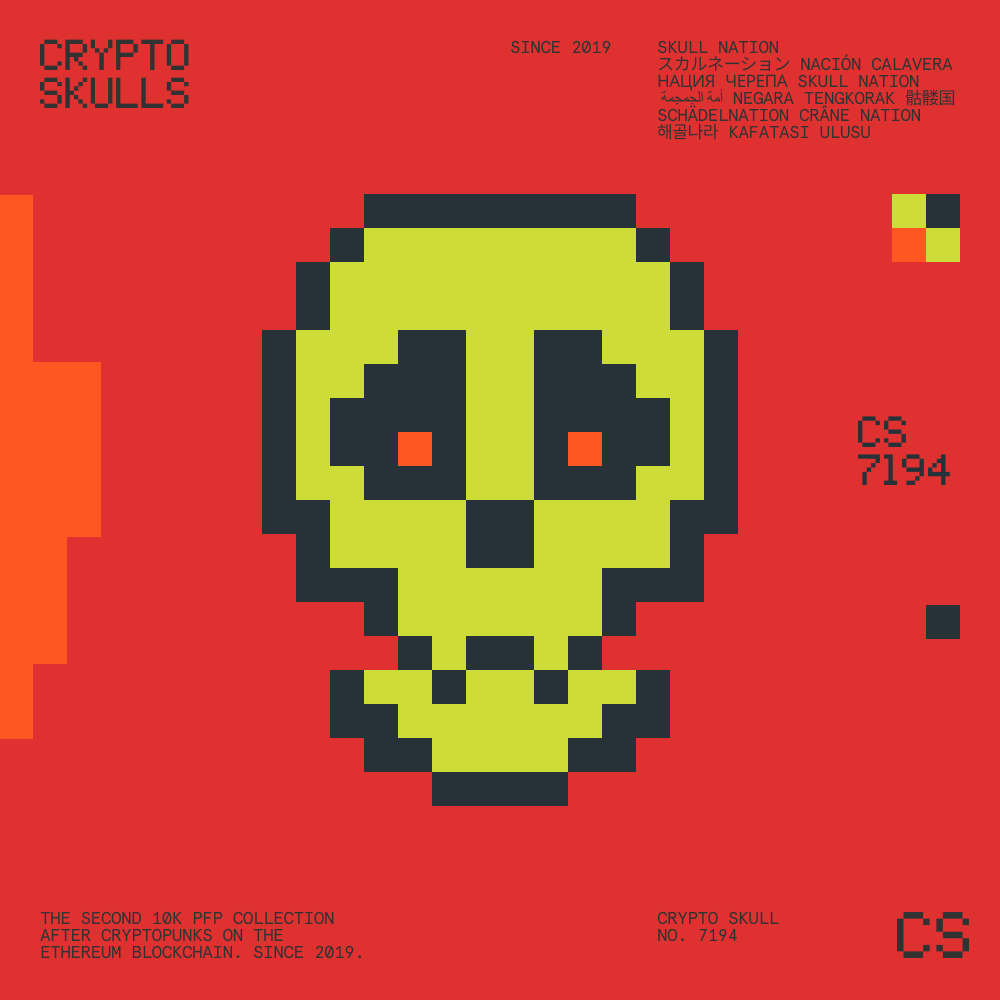 CRYPTO
SKULLS
SINCE 2019
SKULL NATION
スカルネーション NACIÓN CALAVERA
НАЦИЯ ЧЕРЕПА SKULL NATION
أمة الجمجمة NEGARA TENGKORAK 骷髅国
SCHÄDELNATION CRÂNE NATION
해골나라 KAFATASI ULUSU
CS
7194
THE SECOND 10K PFP COLLECTION
AFTER CRYPTOPUNKS ON THE
ETHEREUM BLOCKCHAIN. SINCE 2019.
CRYPTO SKULL
NO. 7194
CS